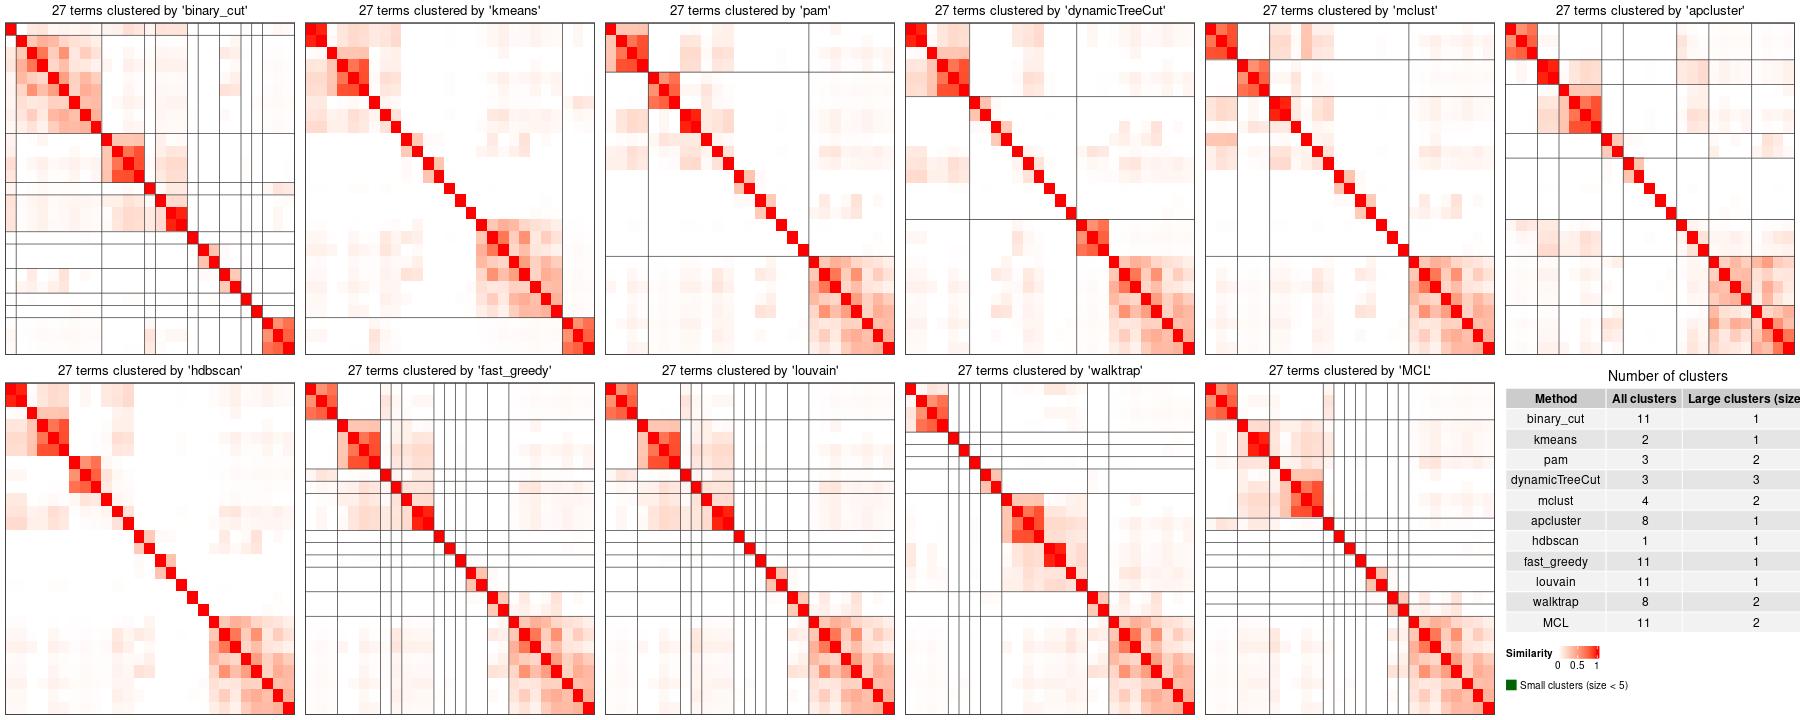 27 terms clustered by 'binary_cut'
27 terms clustered by 'kmeans'
27 terms clustered by 'pam'
27 terms clustered by 'dynamicTreeCut'
27 terms clustered by 'mclust'
27 terms clustered by 'apcluster'
27 terms clustered by 'hdbscan'
27 terms clustered by 'fast_greedy'
27 terms clustered by 'louvain'
27 terms clustered by 'walktrap'
27 terms clustered by 'MCL'
Number of clusters
Method All clusters Large clusters (size
binary_cut 11 1
kmeans 2 1
pam 3 2
dynamicTreeCut 3 3
mclust 4 2
apcluster 8 1
hdbscan 1 1
fast_greedy 11 1
louvain 11 1
walktrap 8 2
MCL 11 2
Similarity
0 0.5 1
Small clusters (size < 5)